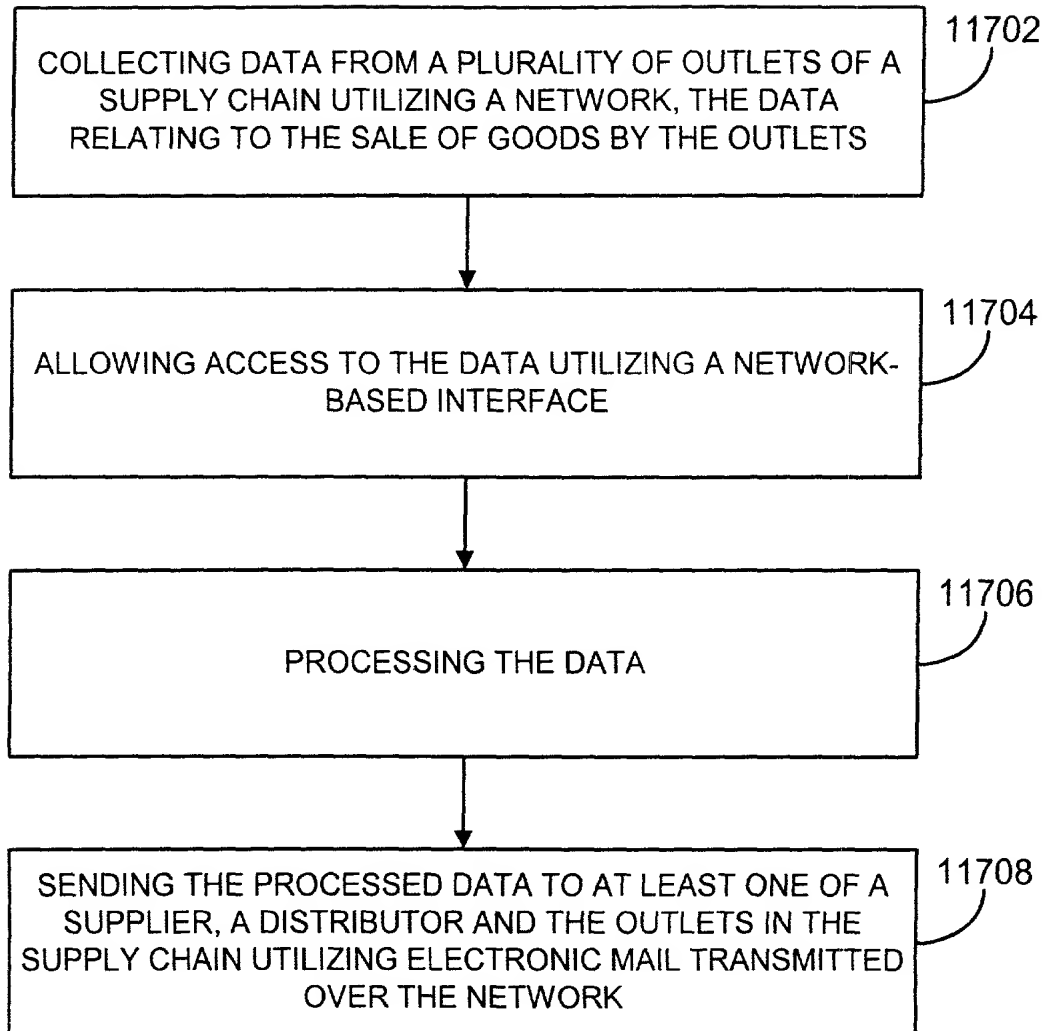 11702
COLLECTING DATA FROM A PLURALITY OF OUTLETS OF A
SUPPLY CHAIN UTILIZING A NETWORK, THE DATA
RELATING TO THE SALE OF GOODS BY THE OUTLETS
11704
ALLOWING ACCESS TO THE DATA UTILIZING A NETWORK-
BASED INTERFACE
11706
PROCESSING THE DATA
11708
SENDING THE PROCESSED DATA TO AT LEAST ONE OF A
SUPPLIER, A DISTRIBUTOR AND THE OUTLETS IN THE
SUPPLY CHAIN UTILIZING ELECTRONIC MAIL TRANSMITTED
OVER THE NETWORK